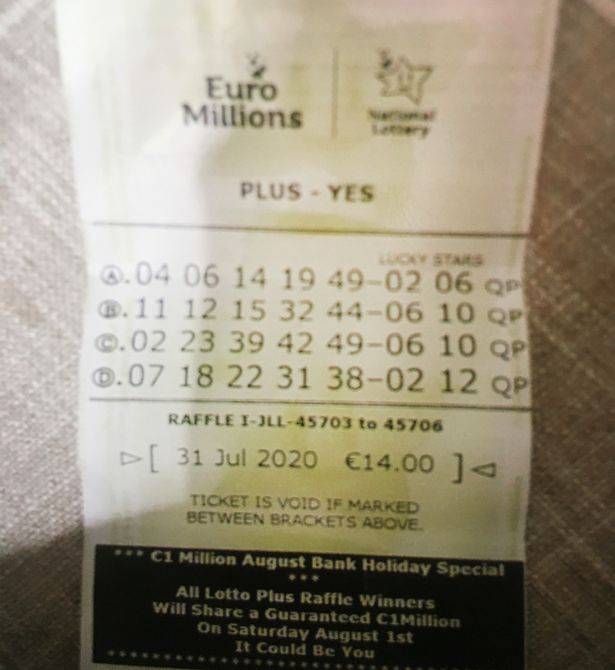 Euro
Millions
National
Lottery
PLUS - YES
LUCKY STARS
A.04 06 14 19 49-02 06 QP
B.11 12 15 32 44-06 10 QP
C.02 23 39 42 49-06 10 QP
D.07 18 22 31 38-02 12 QP
RAFFLE I-JLL-45703 to 45706
▷[ 31 Jul 2020 €14.00 ]◁
TICKET IS VOID IF MARKED
BETWEEN BRACKETS ABOVE.
*** €1 Million August Bank Holiday Special
***
All Lotto Plus Raffle Winners
Will Share a Guaranteed €1Million
On Saturday August 1st
It Could Be You